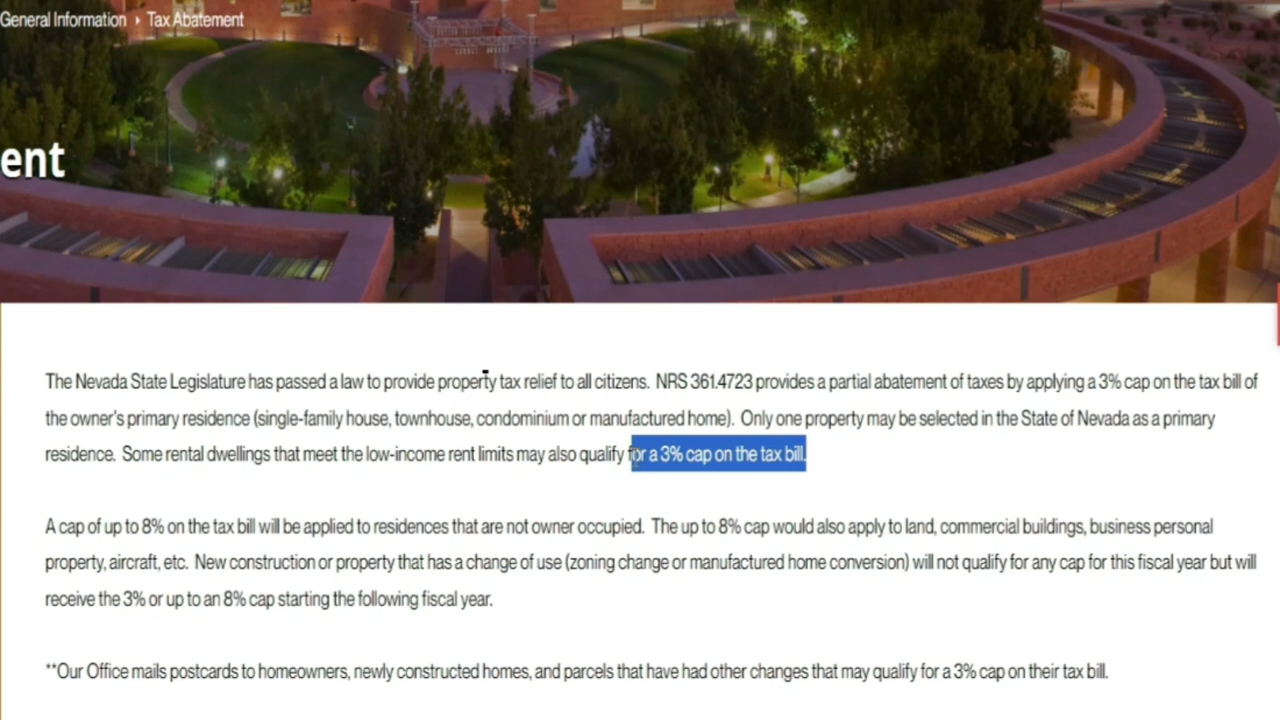 General Information › Tax Abatement
ent
The Nevada State Legislature has passed a law to provide property tax relief to all citizens. NRS 361.4723 provides a partial abatement of taxes by applying a 3% cap on the tax bill of
the owner's primary residence (single-family house, townhouse, condominium or manufactured home). Only one property may be selected in the State of Nevada as a primary
residence. Some rental dwellings that meet the low-income rent limits may also qualify for a 3% cap on the tax bill.
A cap of up to 8% on the tax bill will be applied to residences that are not owner occupied. The up to 8% cap would also apply to land, commercial buildings, business personal
property, aircraft, etc. New construction or property that has a change of use (zoning change or manufactured home conversion) will not qualify for any cap for this fiscal year but will
receive the 3% or up to an 8% cap starting the following fiscal year.
**Our Office mails postcards to homeowners, newly constructed homes, and parcels that have had other changes that may qualify for a 3% cap on their tax bill.